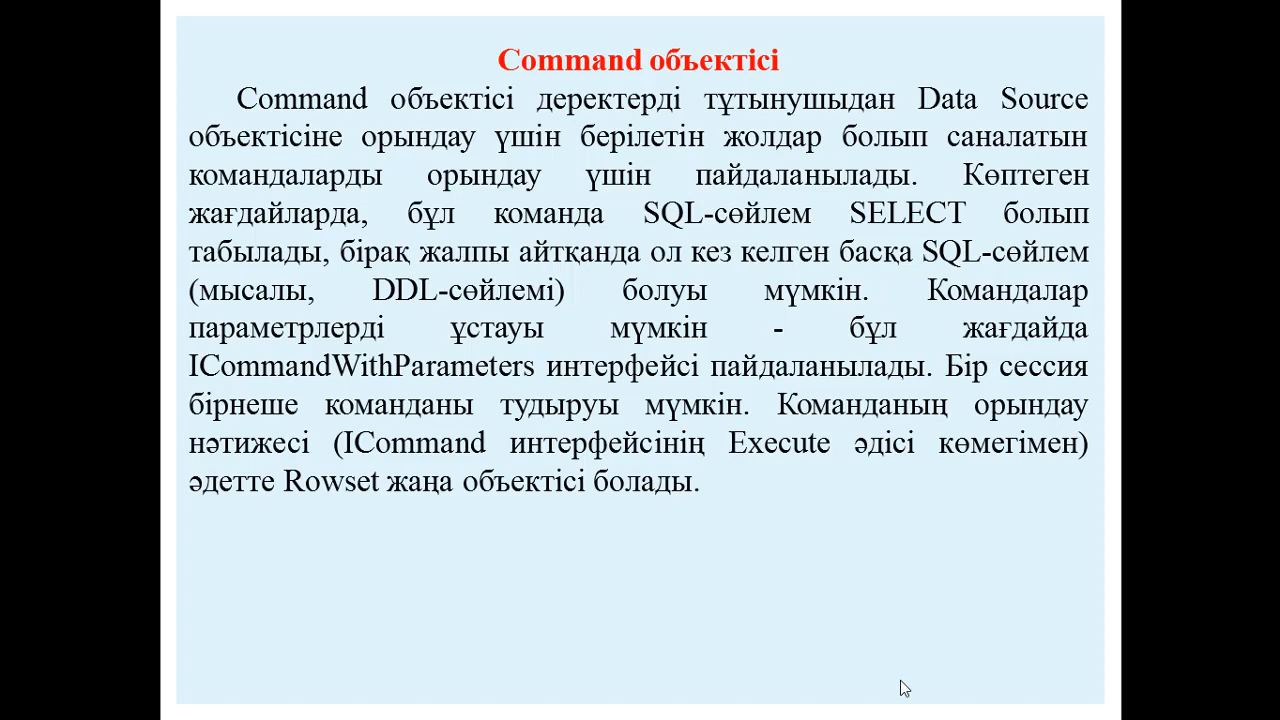 Command объектісі
Command объектісі деректерді тұтынушыдан Data Source
объектісіне орындау үшін берілетін жолдар болып саналатын
командаларды орындау үшін пайдаланылады. Көптеген
жағдайларда, бұл команда SQL-сөйлем SELECT болып
табылады, бірақ жалпы айтқанда ол кез келген басқа SQL-сөйлем
(мысалы, DDL-сөйлемі) болуы мүмкін. Командалар
параметрлерді ұстауы мүмкін - бұл жағдайда
ICommandWithParameters интерфейсі пайдаланылады. Бір сессия
бірнеше команданы тудыруы мүмкін. Команданың орындау
нәтижесі (ICommand интерфейсінің Execute әдісі көмегімен)
әдетте Rowset жаңа объектісі болады.